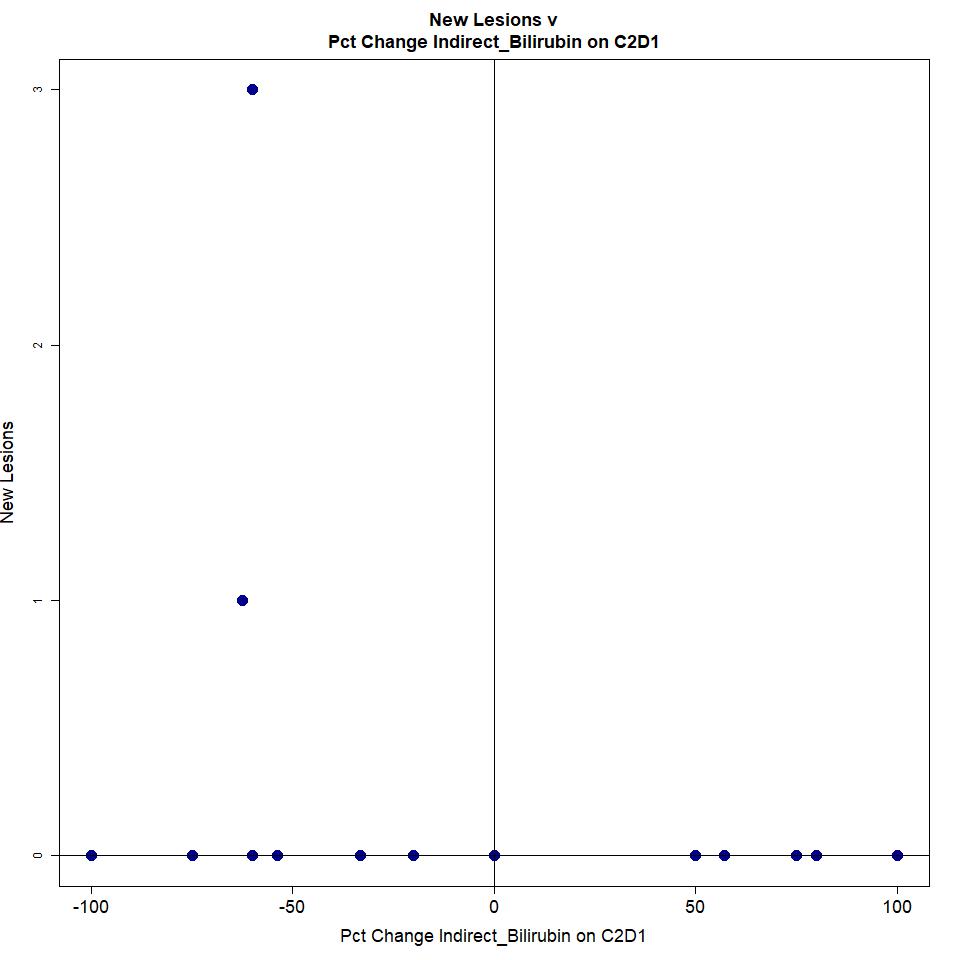 New Lesions v
Pct Change Indirect_Bilirubin on C2D1
3
2
1
0
New Lesions
-100
-50
0
50
100
Pct Change Indirect_Bilirubin on C2D1